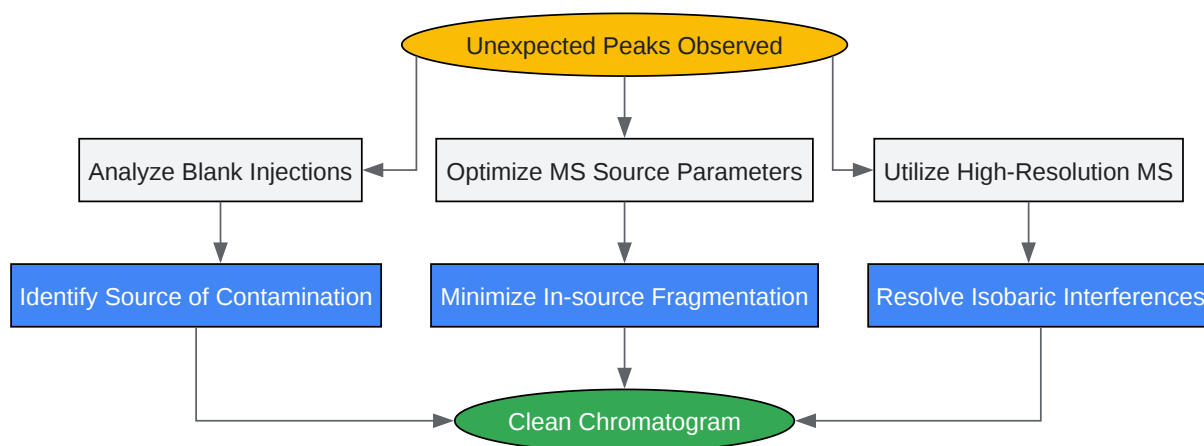 Unexpected Peaks Observed
Analyze Blank Injections
Optimize MS Source Parameters
Utilize High-Resolution MS
Identify Source of Contamination
Minimize In-source Fragmentation
Resolve Isobaric Interferences
Clean Chromatogram